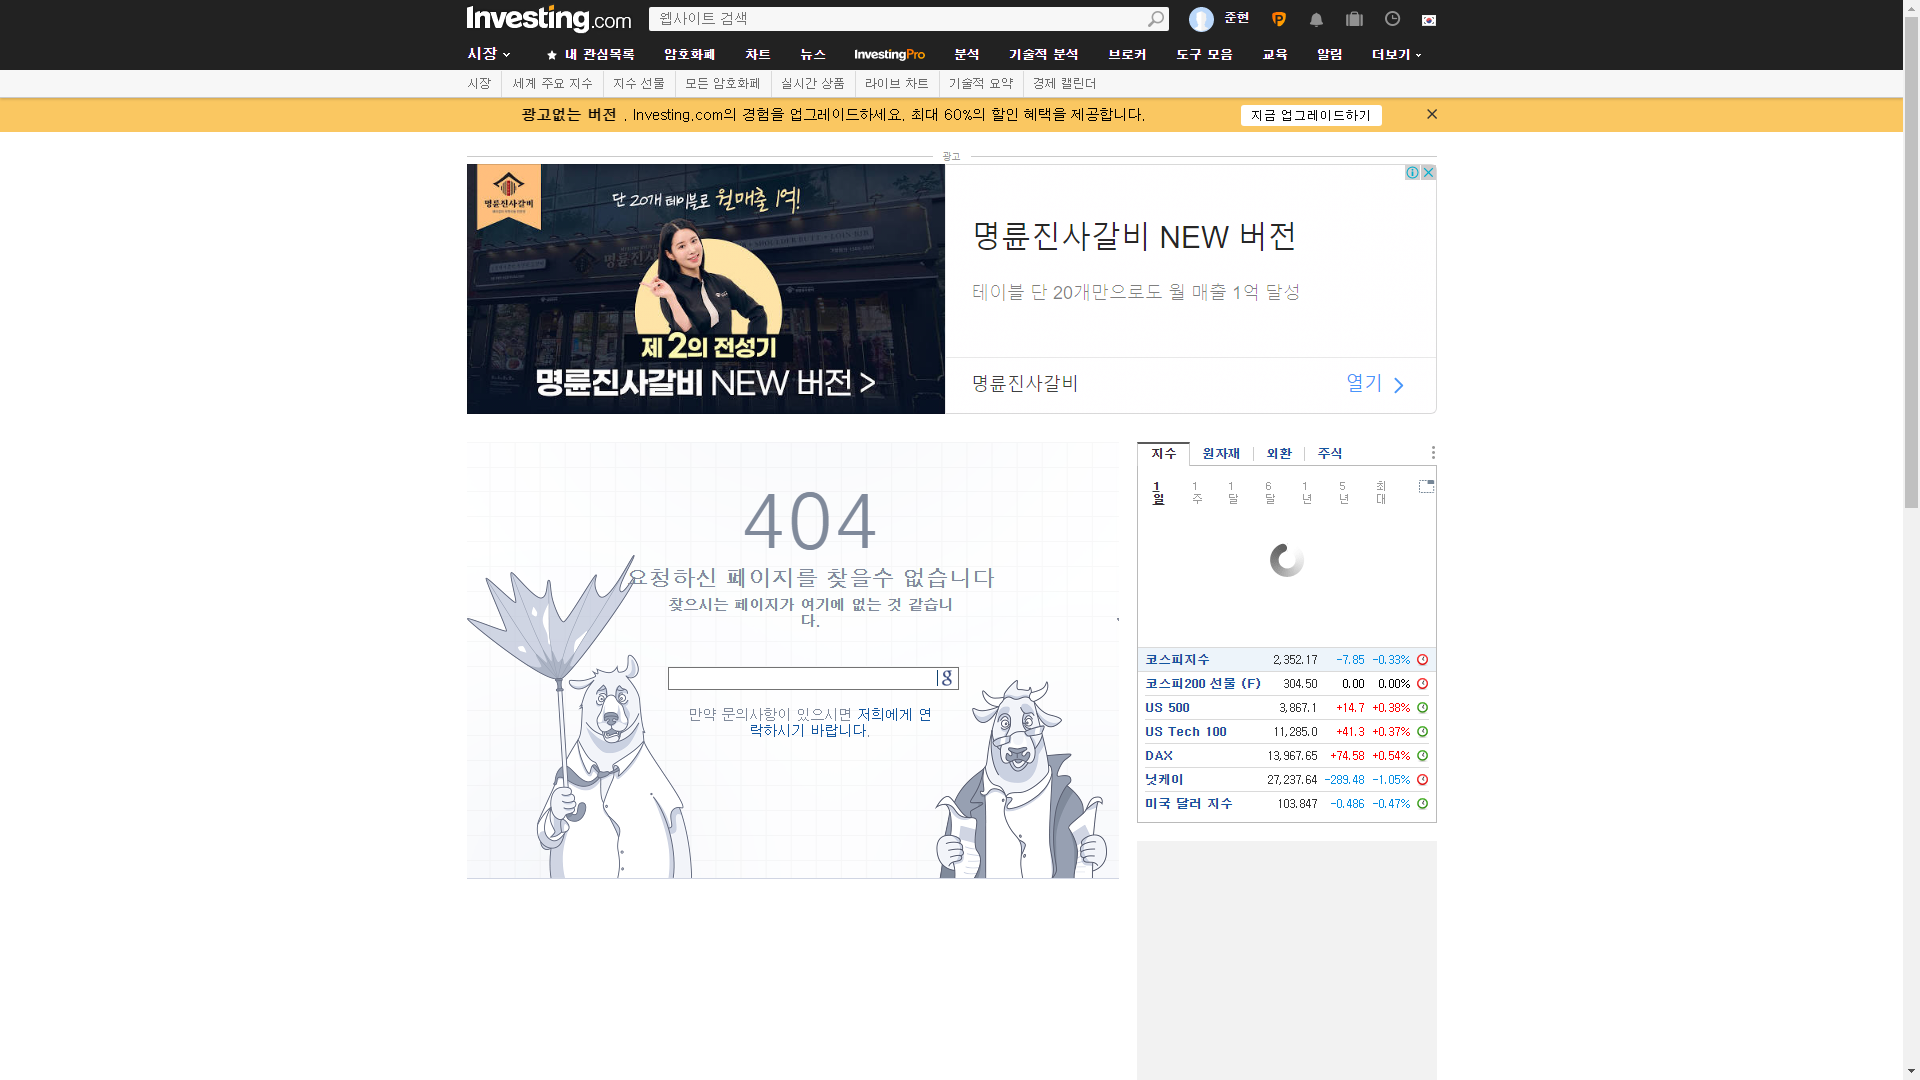 Investing.com
웹사이트 검색
준현
시장
내 관심목록
암호화폐
차트
뉴스
InvestingPro
분석
기술적 분석
브로커
도구 모음
교육
알림
더보기
시장
세계 주요 지수
지수 선물
모든 암호화폐
실시간 상품
라이브 차트
기술적 요약
경제 캘린더
광고없는 버전 . Investing.com의 경험을 업그레이드하세요. 최대 60%의 할인 혜택을 제공합니다.
지금 업그레이드하기
광고
명륜진사갈비
단 20개 테이블로 월매출 1억!
제 2의 전성기
명륜진사갈비 NEW 버전 >
명륜진사갈비 NEW 버전
테이블 단 20개만으로도 월 매출 1억 달성
명륜진사갈비
열기
404
요청하신 페이지를 찾을수 없습니다
찾으시는 페이지가 여기에 없는 것 같습니
다.
만약 문의사항이 있으시면 저희에게 연
락하시기 바랍니다.
지수
원자재
외환
주식
1일
1주
1달
6달
1년
5년
최대
코스피지수 2,352.17 -7.85 -0.33%
코스피200 선물 (F) 304.50 0.00 0.00%
US 500 3,867.1 +14.7 +0.38%
US Tech 100 11,285.0 +41.3 +0.37%
DAX 13,967.65 +74.58 +0.54%
닛케이 27,237.64 -289.48 -1.05%
미국 달러 지수 103.847 -0.486 -0.47%